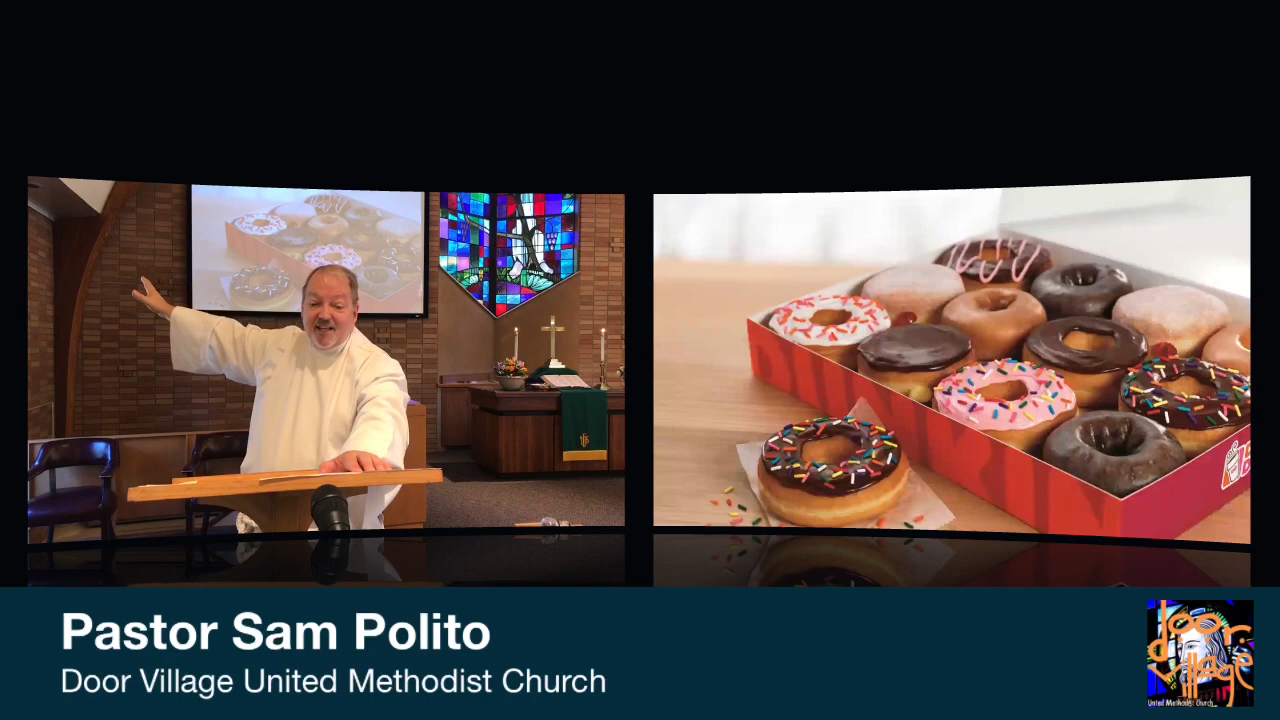 Pastor Sam Polito
Door Village United Methodist Church
door
village
United Methodist Church